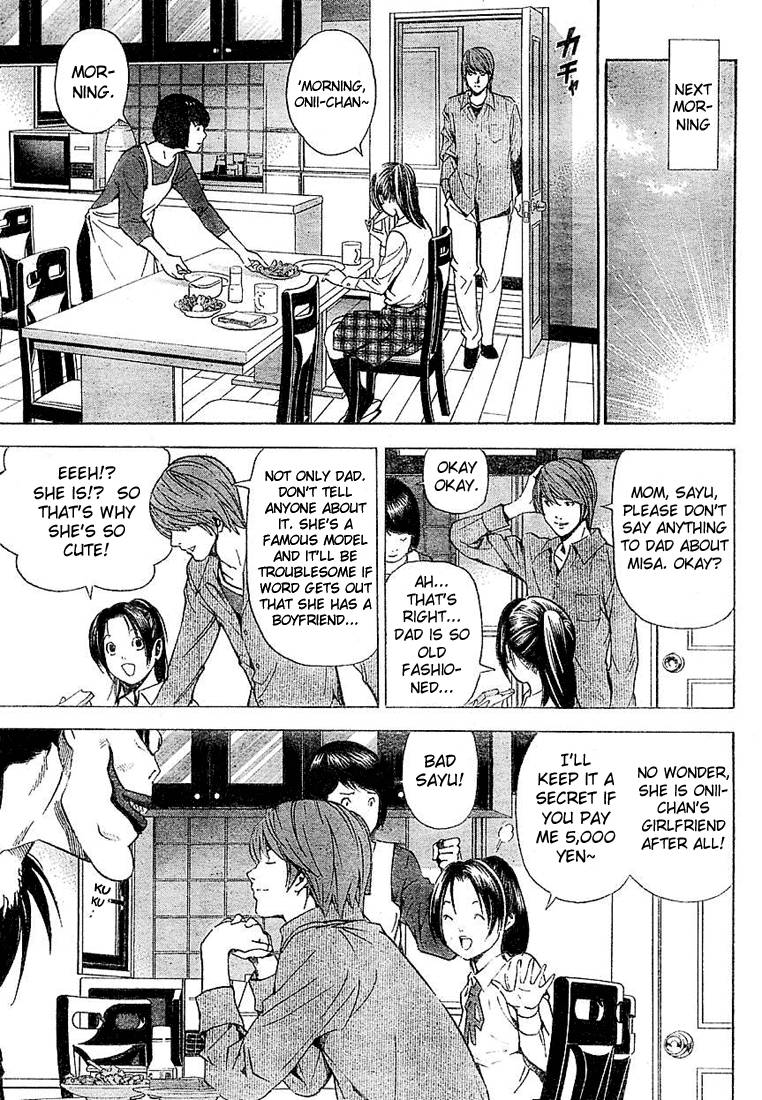 NEXT
MOR-
NING
ガチャ
'MORNING,
ONII-CHAN~
MOR-
NING.
MOM, SAYU,
PLEASE DON'T
SAY ANYTHING
TO DAD ABOUT
MISA. OKAY?
OKAY
OKAY.
AH...
THAT'S
RIGHT...
DAD IS SO
OLD
FASHIO-
NED...
NOT ONLY DAD.
DON'T TELL
ANYONE ABOUT
IT. SHE'S A
FAMOUS MODEL
AND IT'LL BE
TROUBLESOME IF
WORD GETS OUT
THAT SHE HAS A
BOYFRIEND...
EEEH!?
SHE IS!? SO
THAT'S WHY
SHE'S SO
CUTE!
NO WONDER,
SHE IS ONII-
CHAN'S
GIRLFRIEND
AFTER ALL!
I'LL
KEEP IT A
SECRET IF
YOU PAY
ME 5,000
YEN~
BAD
SAYU!
KU
KU